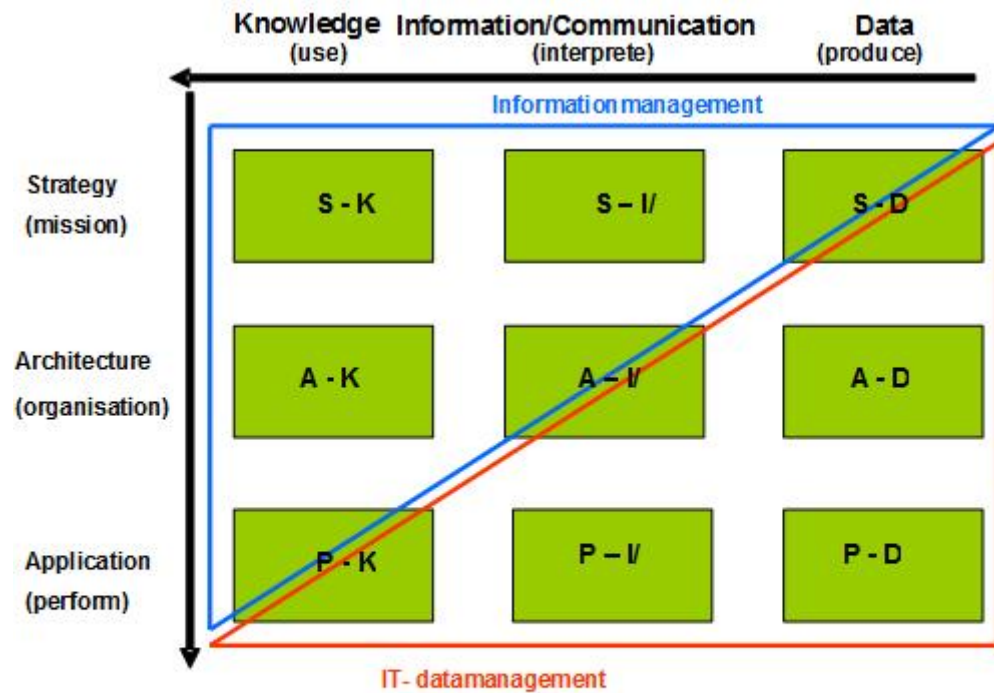 Knowledge Information/Communication Data
(use) (interprete) (produce)
Information management
Strategy
(mission)
S - K S – I/ S - D
Architecture
(organisation)
A - K A – I/ A - D
Application
(perform)
P - K P – I/ P - D
IT- datamanagement